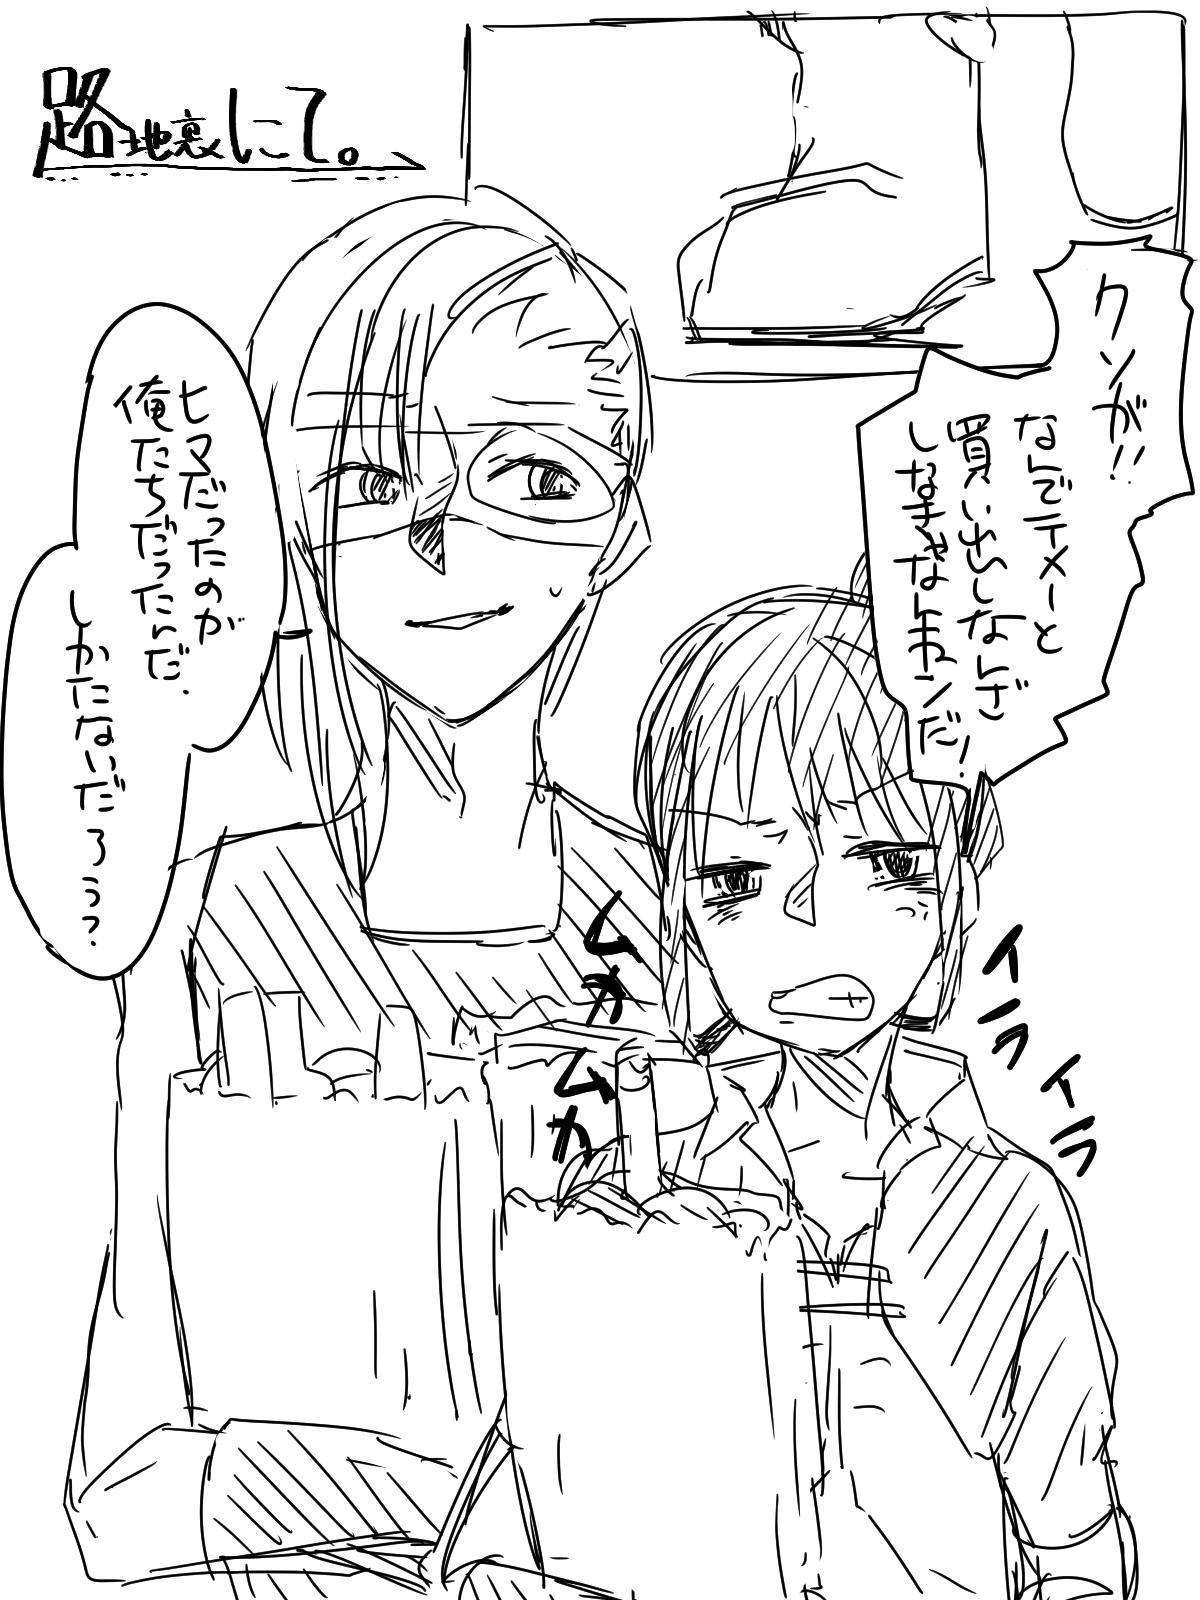 路地裏にて。
クソが!!
なんでテメーと
買い出しなんざ
しなきゃなんネーンだ!
ヒマだったのが
俺たちだったんだ.
しかたないだろう?
ムカムカ
イライラ